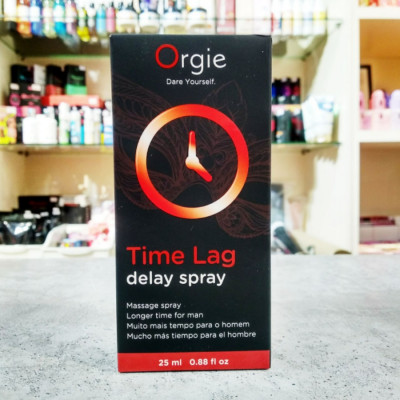 Orgie
Dare Yourself.
Time Lag
delay spray
Massage spray
Longer time for man
Muito mais tempo para o homem
Mucho más tiempo para el hombre
25 ml 0.88 fl oz